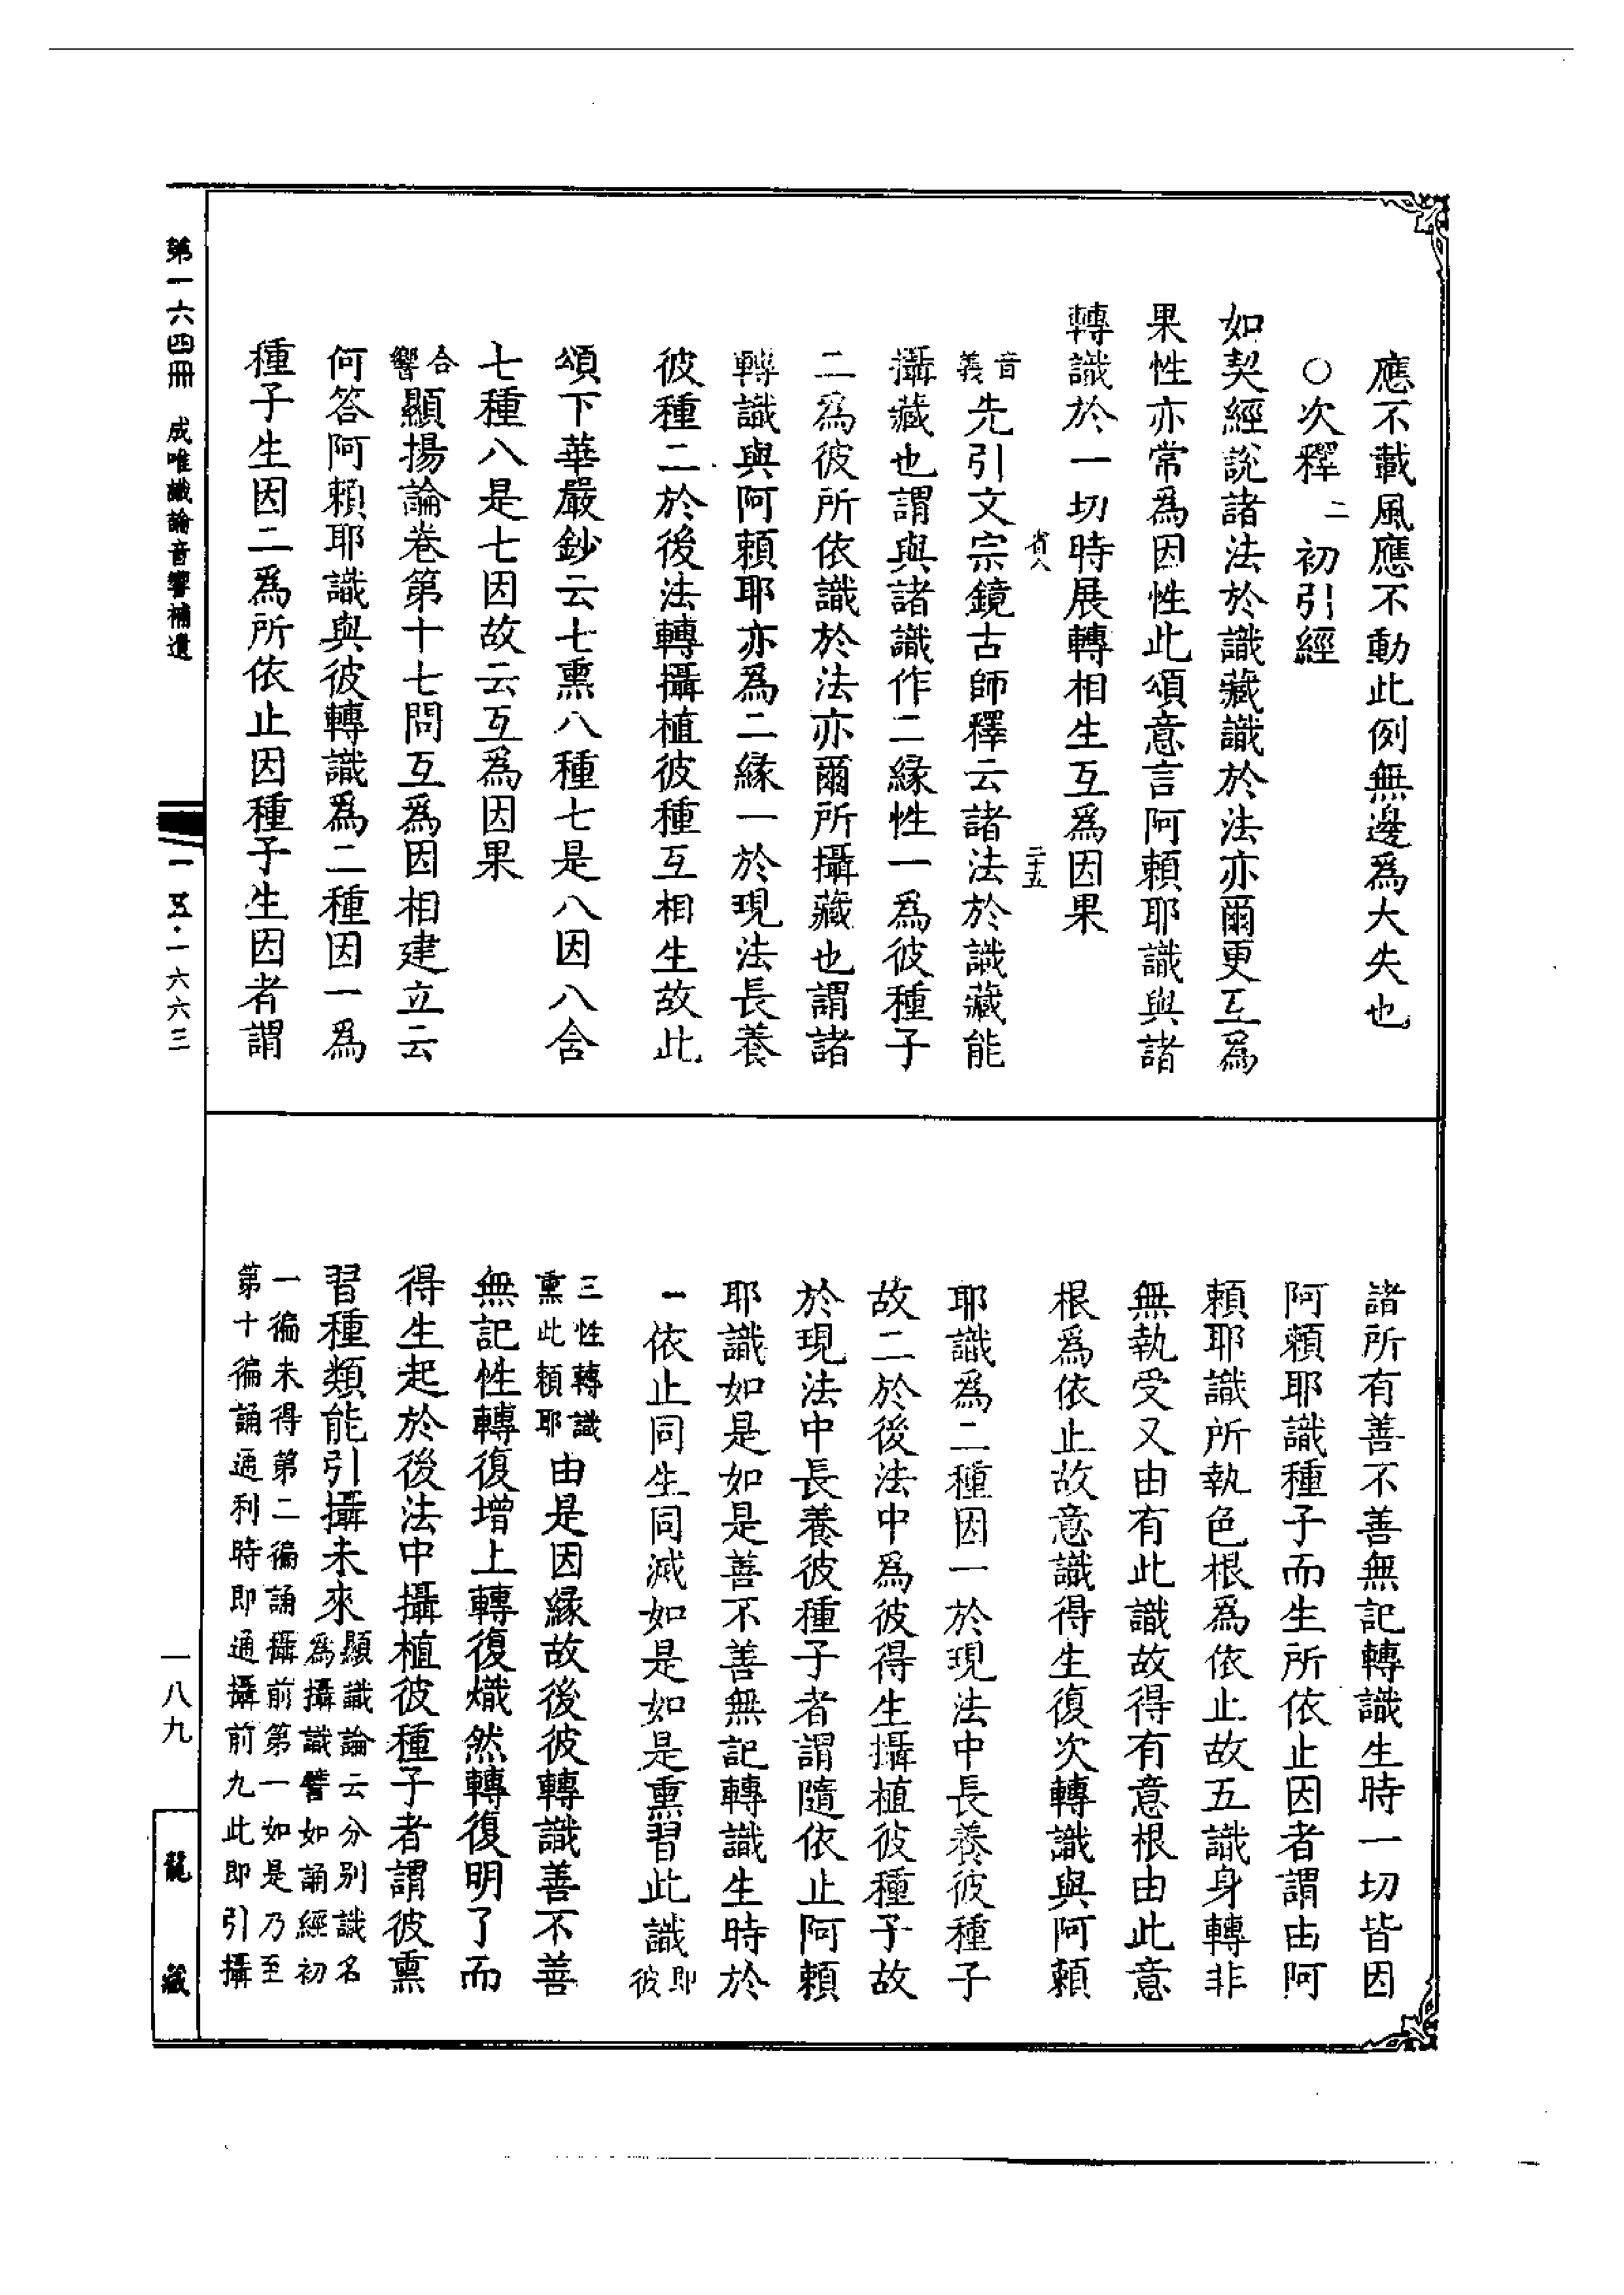 應不載風應不動此例無邊爲大失也
○次釋二初引經
如契經說諸法於識藏識於法亦爾更互爲
果性亦常爲因性此頌意言阿賴耶識與諸
轉識於一切時展轉相生互爲因果
省入 二十五
音義先引文宗鏡古師釋云諸法於識藏能
攝藏也謂與諸識作二緣性一爲彼種子
二爲彼所依識於法亦爾所攝藏也謂諸
轉識與阿賴耶亦爲二緣一於現法長養
彼種二於後法轉攝植彼種互相生故此
頌下華嚴鈔云七熏八種七是八因八含
七種八是七因故云互爲因果
合響顯揚論卷第十七問互爲因相建立云
何答阿賴耶識與彼轉識爲二種因一爲
種子生因二爲所依止因種子生因者謂
諸所有善不善無記轉識生時一切皆因
阿賴耶識種子而生所依止因者謂由阿
賴耶識所執色根爲依止故五識身轉非
無執受又由有此識故得有意根由此意
根爲依止故意識得生復次轉識與阿賴
耶識爲二種因一於現法中長養彼種子
故二於後法中爲彼得生攝植彼種子故
於現法中長養彼種子者謂隨依止阿賴
耶識如是如是善不善無記轉識生時於
一依止同生同滅如是如是熏習此識即彼
三性轉識熏此賴耶由是因緣故後彼轉識善不善
無記性轉復增上轉復熾然轉復明了而
得生起於後法中攝植彼種子者謂彼熏
習種類能引攝未來顯識論云分別識名爲攝識譬如誦經初
一徧未得第二徧誦攝前第一如是乃至第十徧誦通利時即通攝前九此即引攝
第一六四冊 成唯識論音響補遺
一五·一六六三
一八九
龍藏